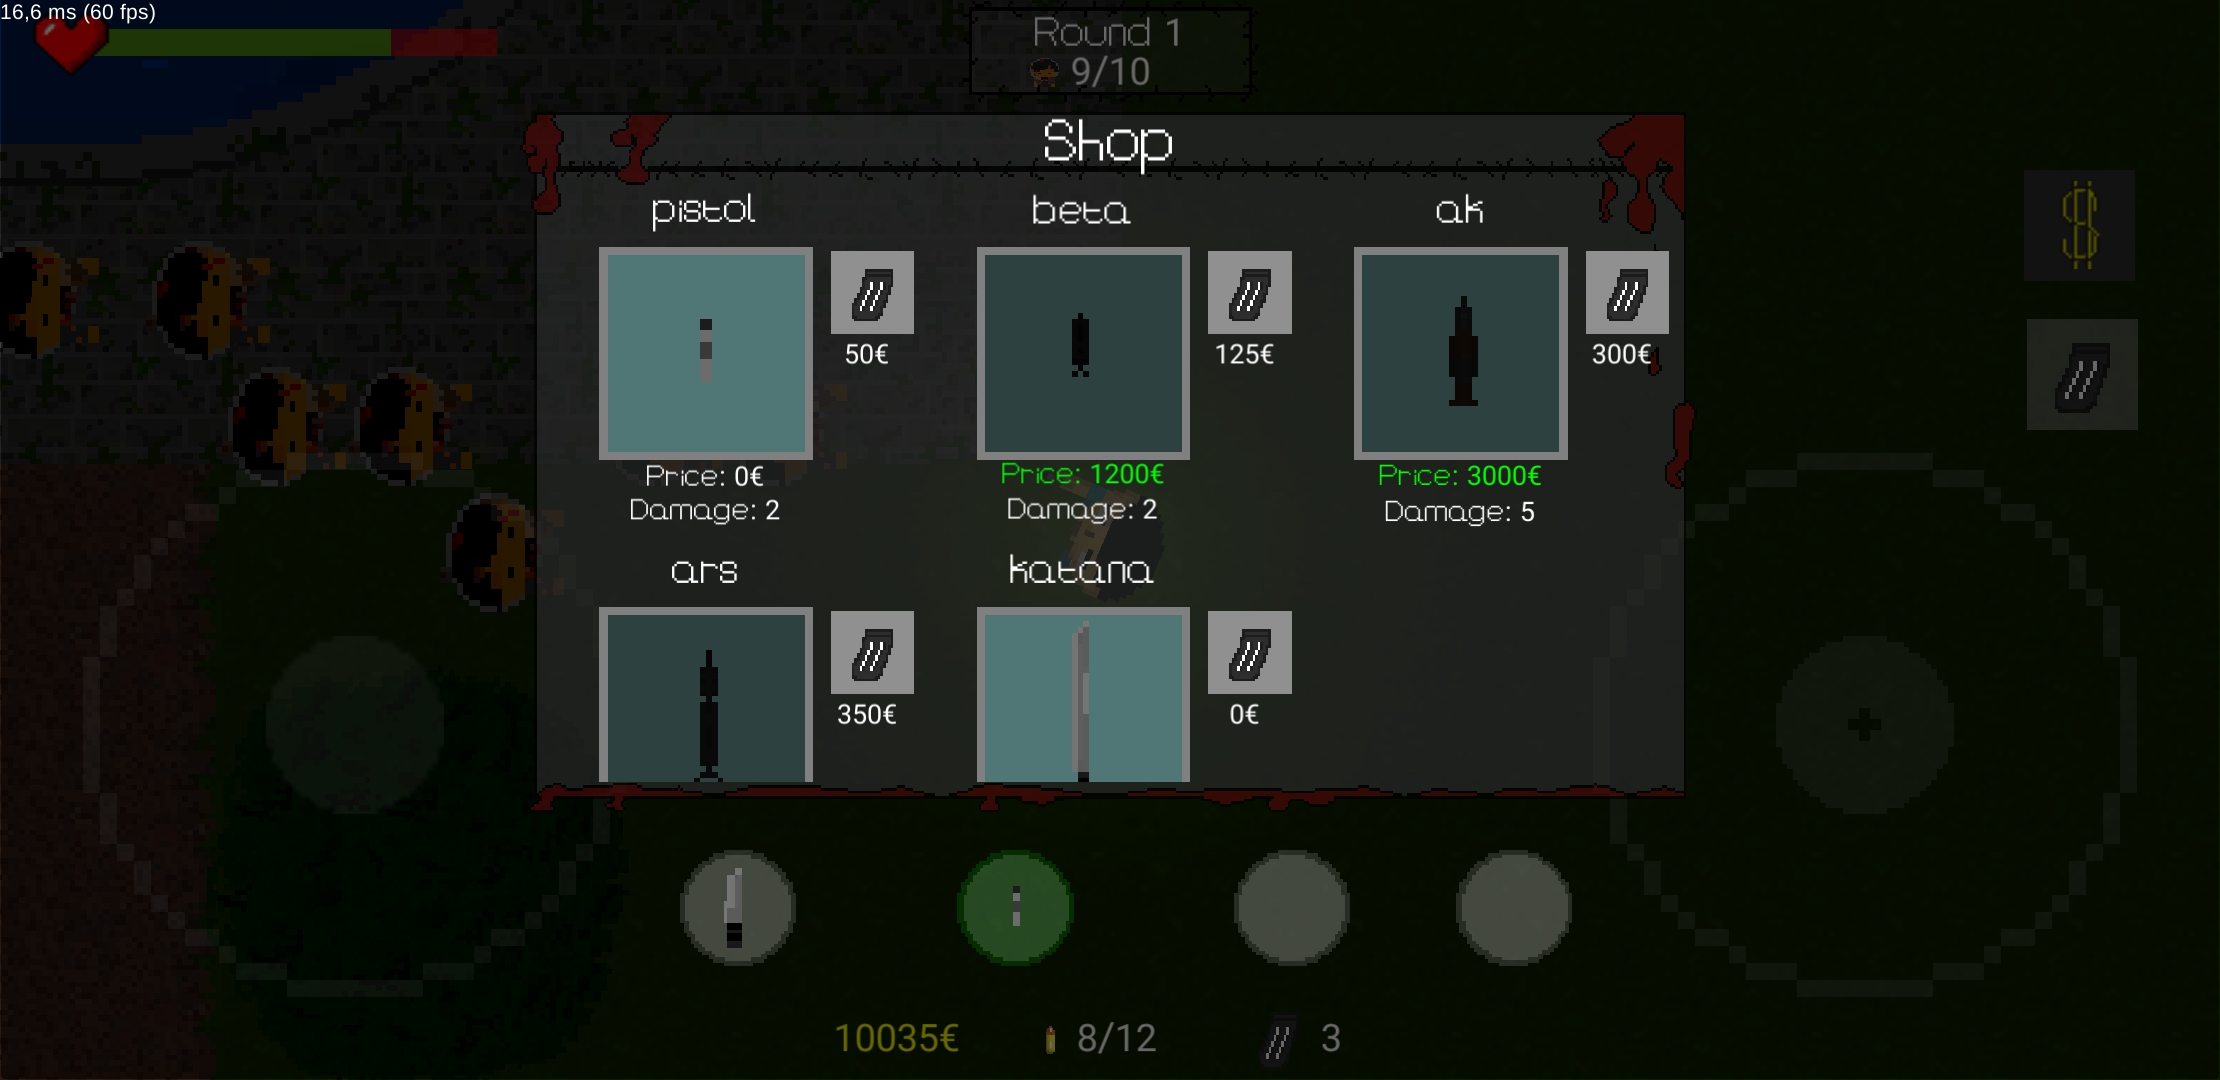 16,6 ms (60 fps)
Round 1
9/10
Shop
pistol
beta
ak
50€
125€
300€
Price: 0€
Price: 1200€
Price: 3000€
Damage: 2
Damage: 2
Damage: 5
ars
katana
350€
0€
10035€
8/12
3